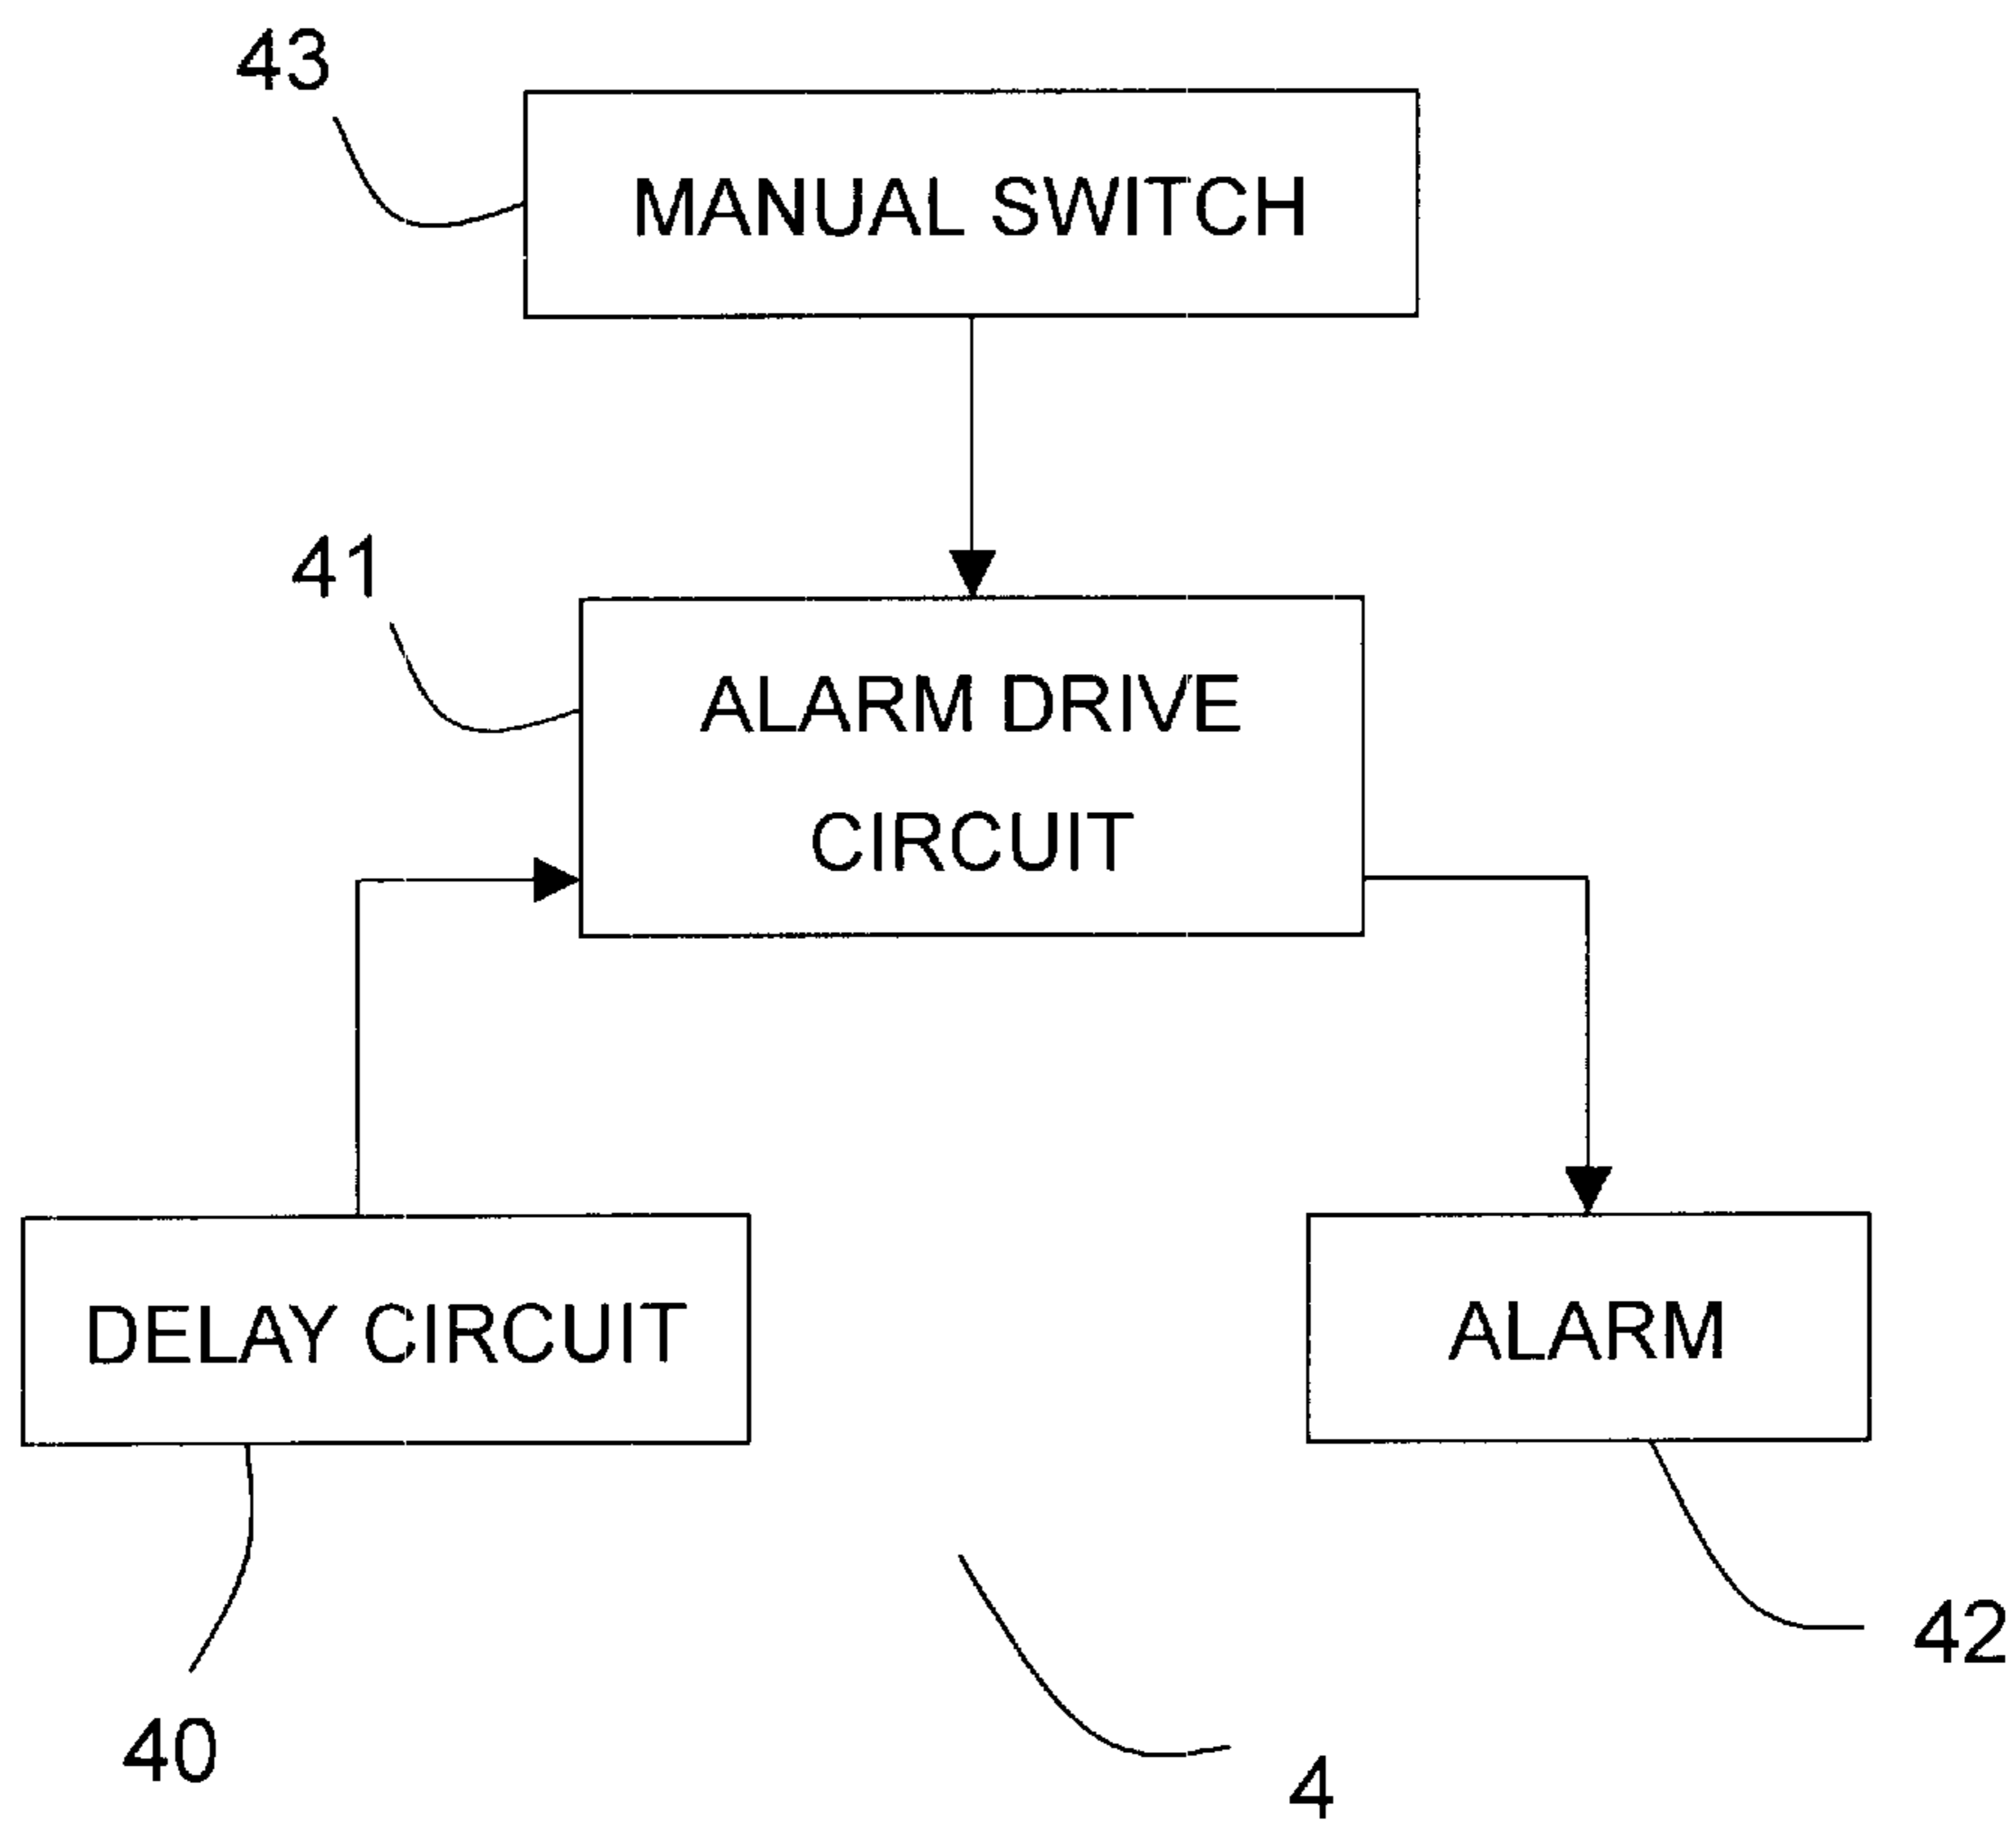 43
MANUAL SWITCH
41
ALARM DRIVE
CIRCUIT
DELAY CIRCUIT
ALARM
42
40
4